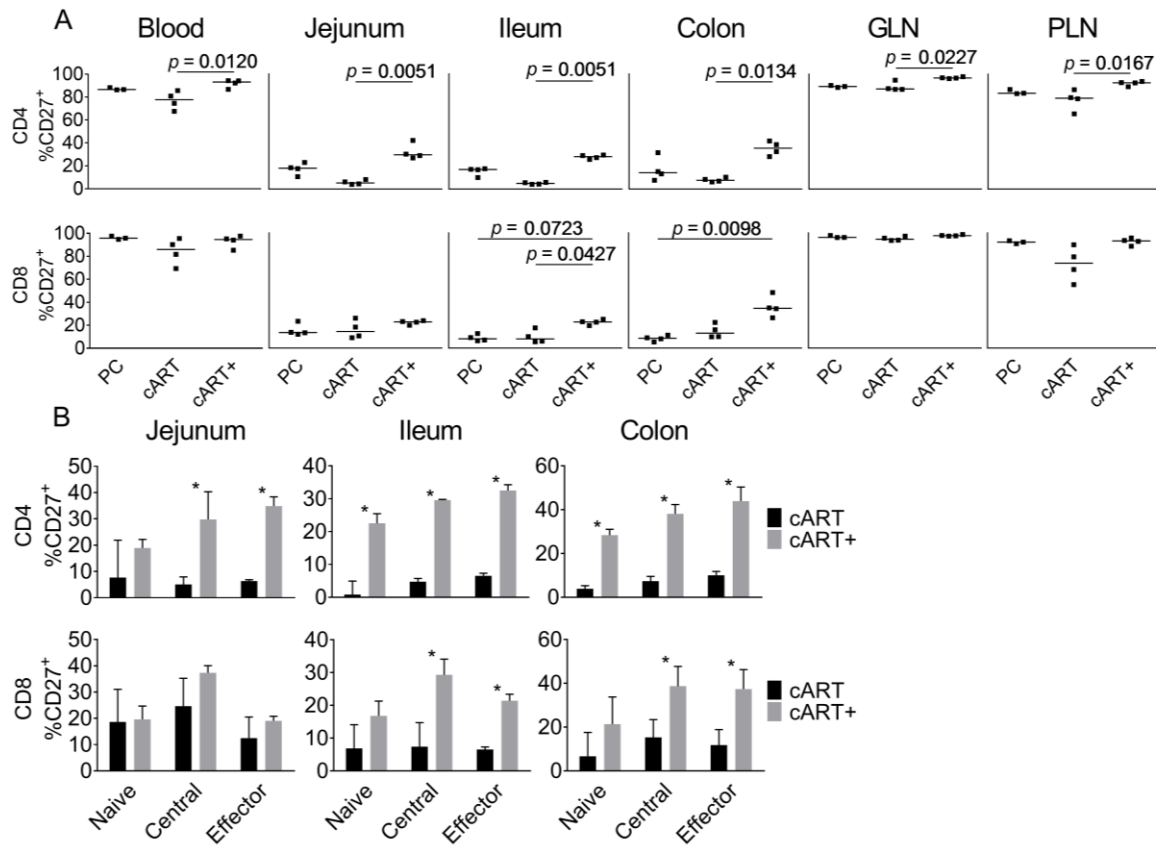 A
Blood Jejunum Ileum Colon GLN PLN
p = 0.0120 p = 0.0051 p = 0.0051 p = 0.0134 p = 0.0227 p = 0.0167
CD4
%CD27+
100
80
60
40
20
0
p = 0.0723 p = 0.0098
p = 0.0427
CD8
%CD27+
100
80
60
40
20
0
PC cART cART+ PC cART cART+ PC cART cART+ PC cART cART+ PC cART cART+ PC cART cART+
B
Jejunum Ileum Colon
CD4
%CD27+
50
40
30
20
10
0
* *
40
30
20
10
0
* * *
60
40
20
0
* * *
cART
cART+
CD8
%CD27+
50
40
30
20
10
0
40
30
20
10
0
* *
60
40
20
0
* *
cART
cART+
Naive Central Effector Naive Central Effector Naive Central Effector